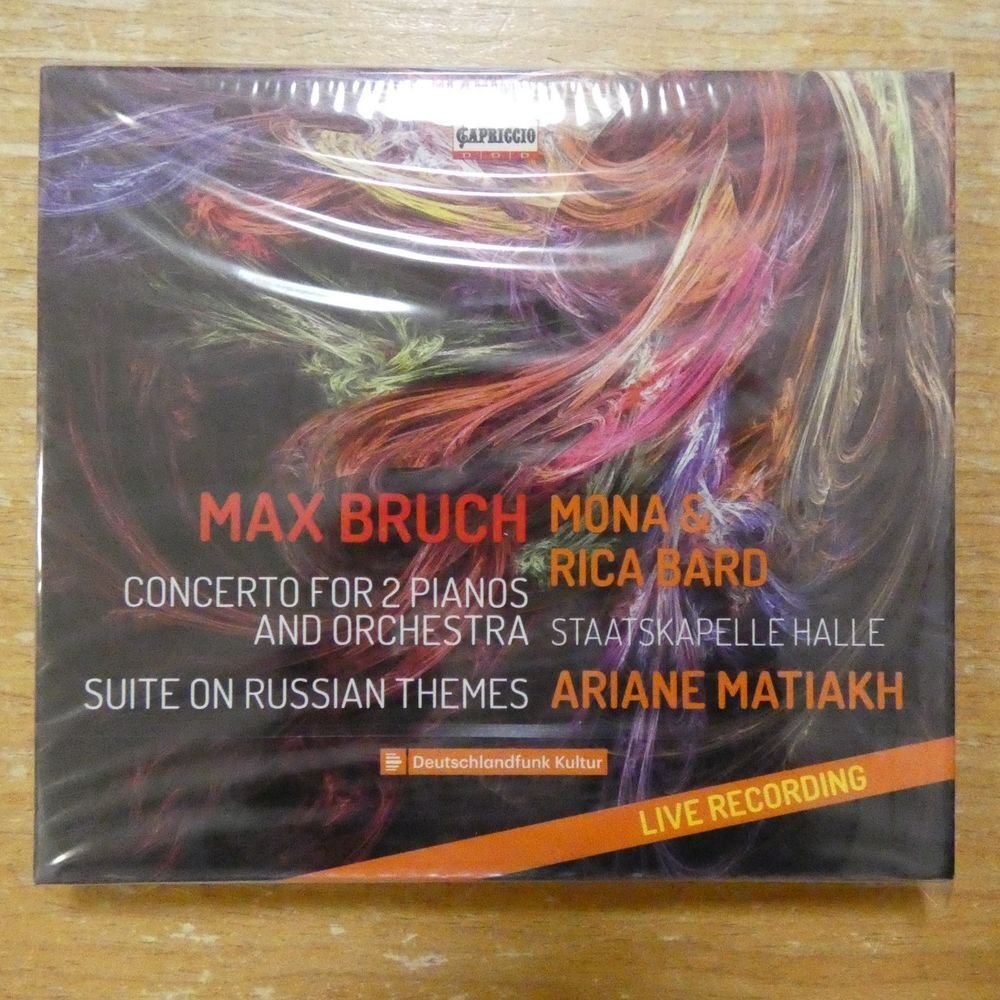 CAPRICCIO
D D D
MAX BRUCH
CONCERTO FOR 2 PIANOS
AND ORCHESTRA
SUITE ON RUSSIAN THEMES
MONA &
RICA BARD
STAATSKAPELLE HALLE
ARIANE MATIAKH
Deutschlandfunk Kultur
LIVE RECORDING